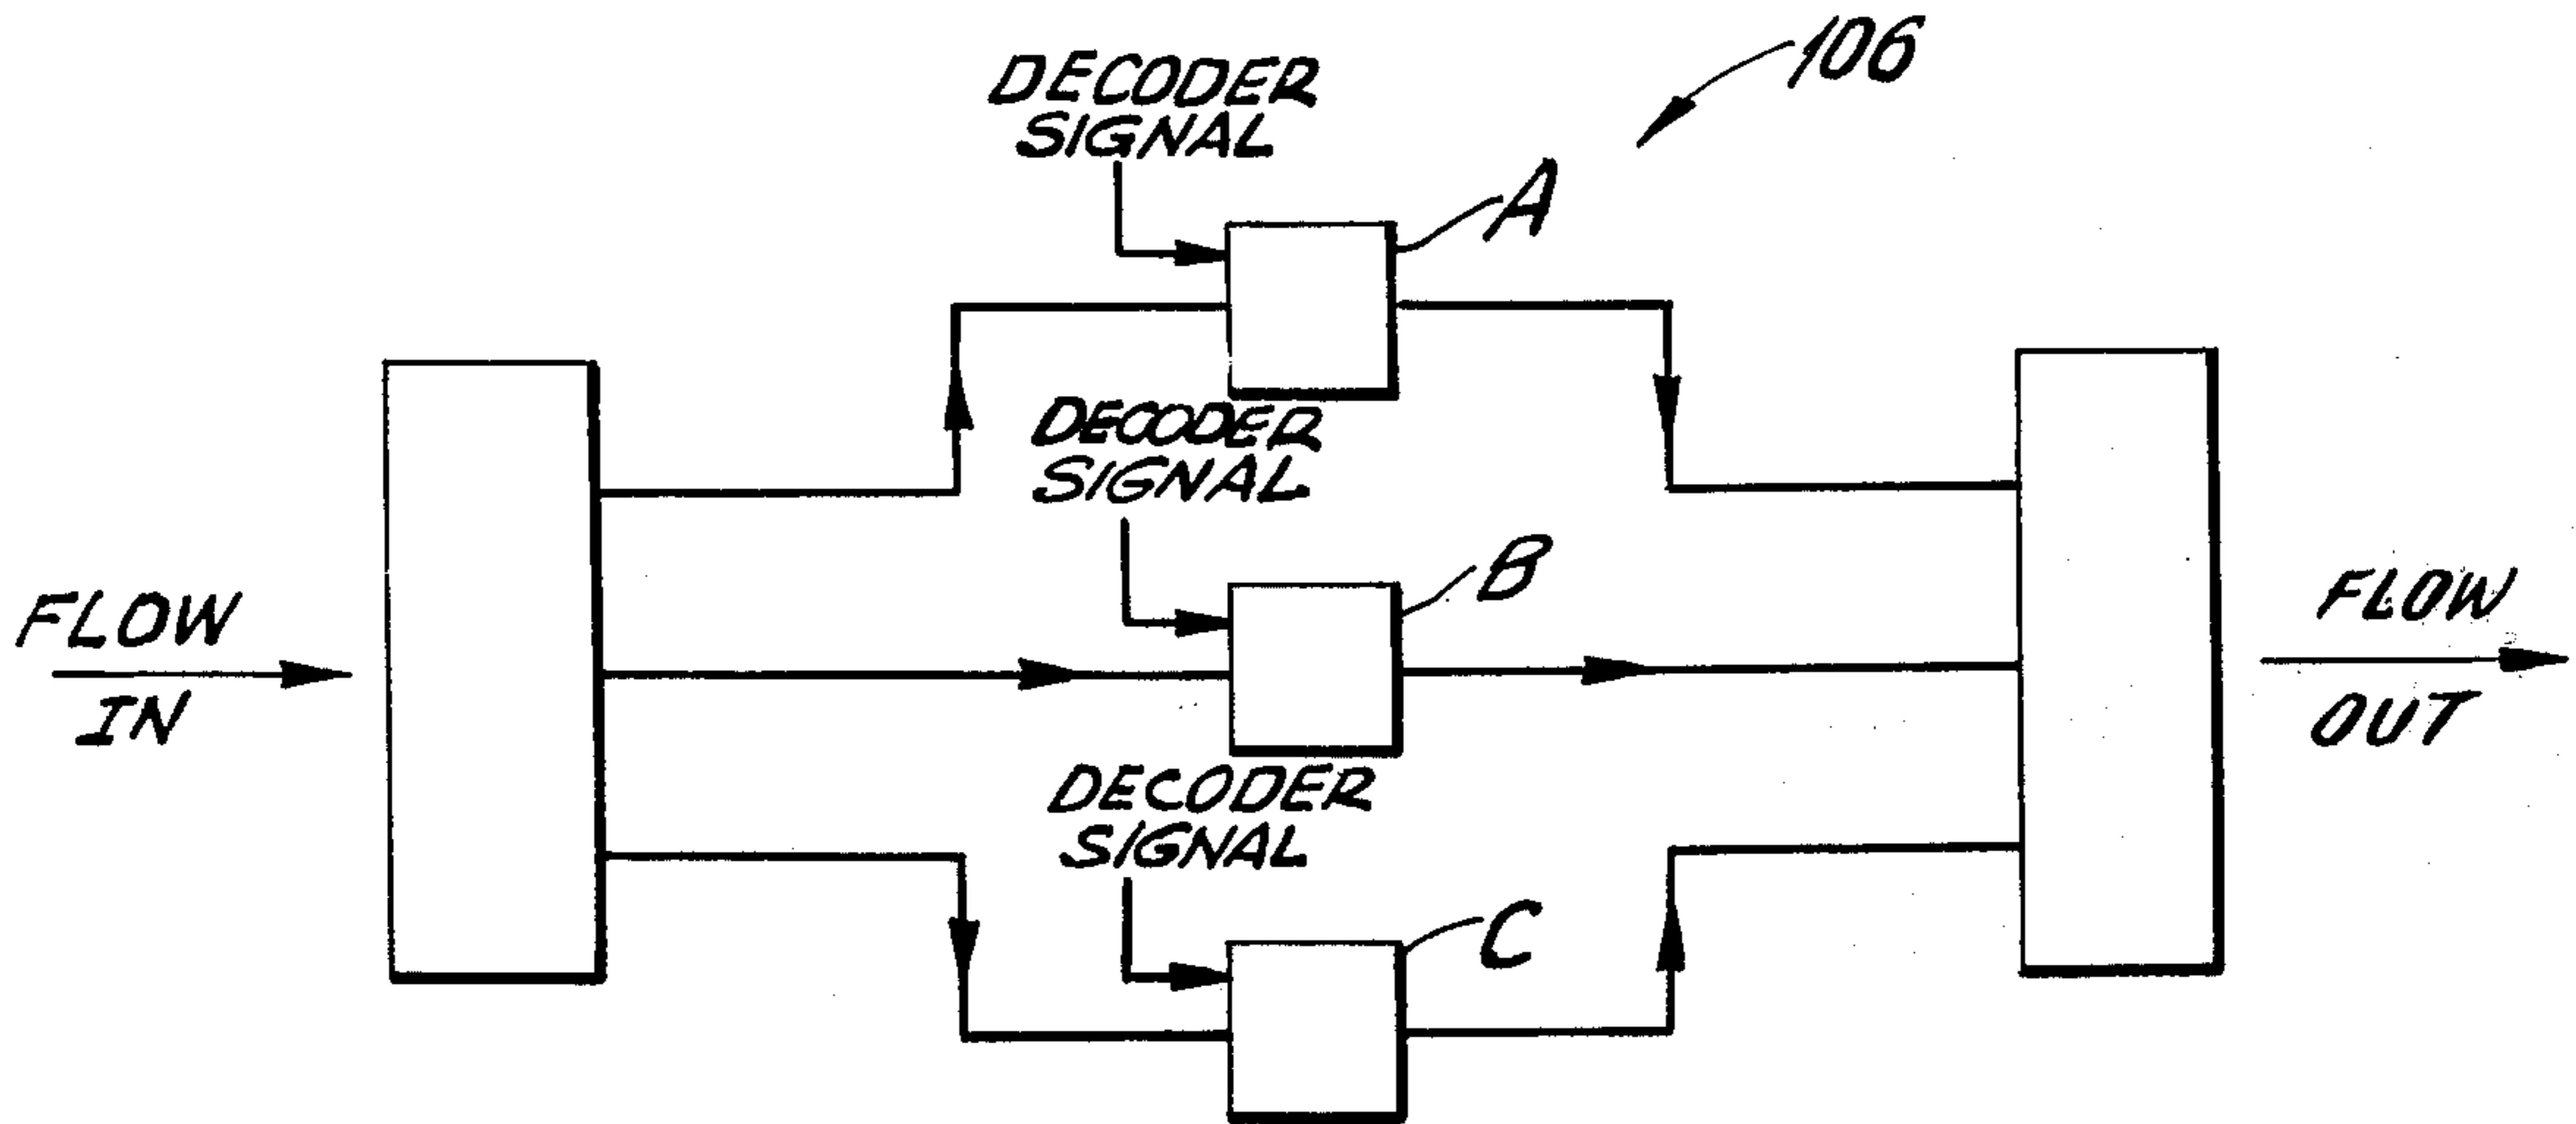 106
DECODER
SIGNAL
A
DECODER
SIGNAL
B
FLOW
IN
FLOW
OUT
DECODER
SIGNAL
C